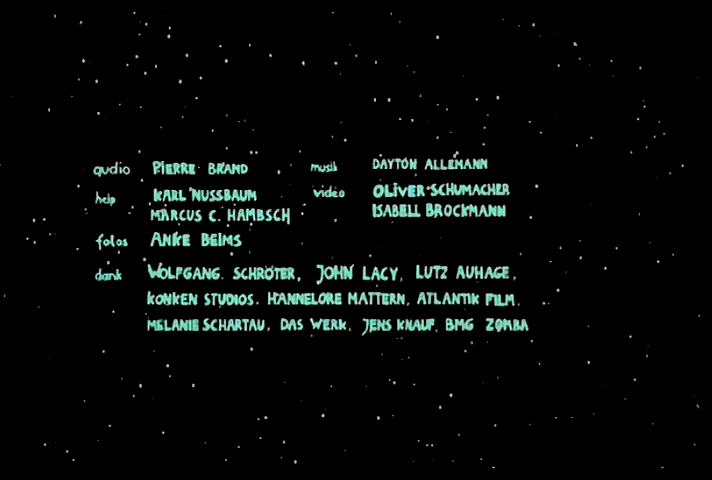 audio PIERRE BRAND musik DAYTON ALLEMANN
help KARL NUSSBAUM video OLIVER SCHUMACHER
MARCUS C. HAMBSCH ISABELL BROCKMANN
fotos ANKE BEIMS
dank WOLFGANG. SCHRÖTER, JOHN LACY, LUTZ AUHAGE,
KONKEN STUDIOS. HANNELORE MATTERN, ATLANTIK FILM,
MELANIE SCHARTAU, DAS WERK, JENS KNAUF, BMG ZOMBA